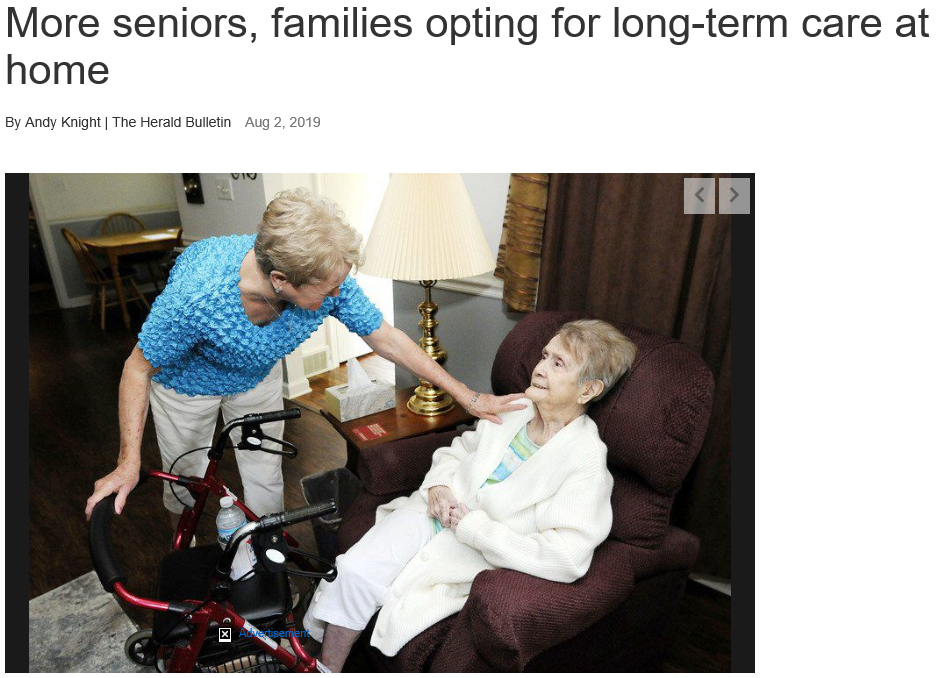 More seniors, families opting for long-term care at
home
By Andy Knight | The Herald Bulletin Aug 2, 2019
Advertisement